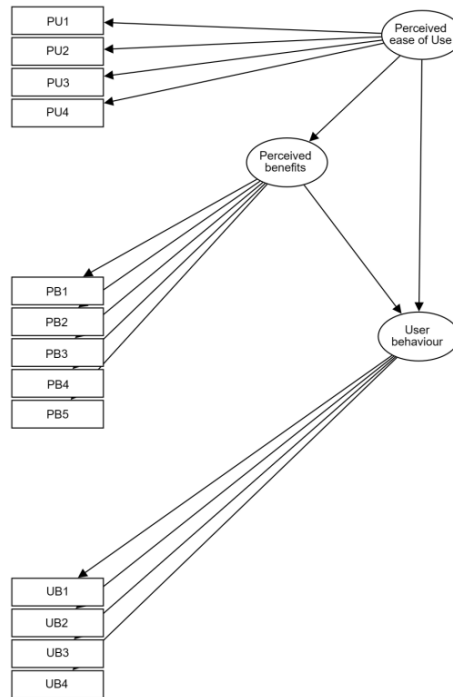 PU1
PU2
PU3
PU4
Perceived
ease of Use
Perceived
benefits
PB1
PB2
PB3
PB4
PB5
User
behaviour
UB1
UB2
UB3
UB4